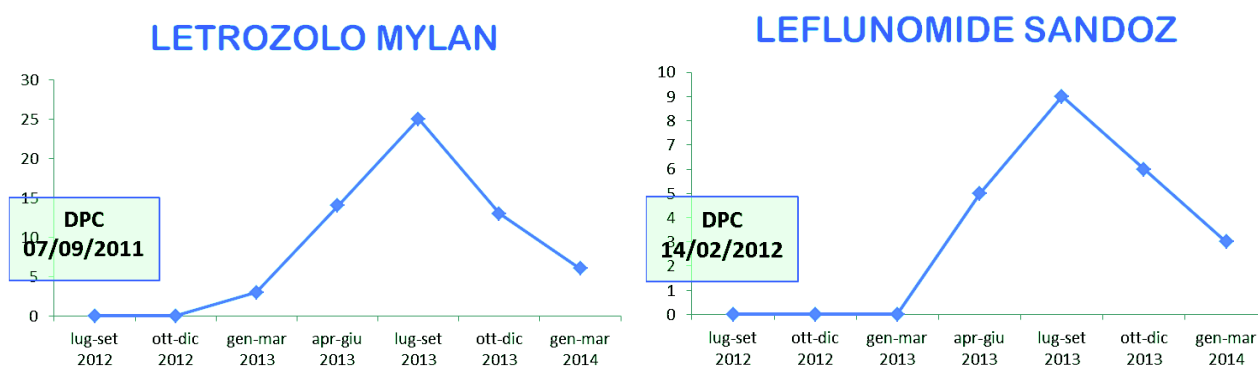 LETROZOLO MYLAN
30
25
20
15
10
5
0
DPC
07/09/2011
lug-set ott-dic gen-mar apr-giu lug-set ott-dic gen-mar
2012 2012 2013 2013 2013 2013 2014
LEFLUNOMIDE SANDOZ
10
9
8
7
6
5
4
3
2
1
0
DPC
14/02/2012
lug-set ott-dic gen-mar apr-giu lug-set ott-dic gen-mar
2012 2012 2013 2013 2013 2013 2014